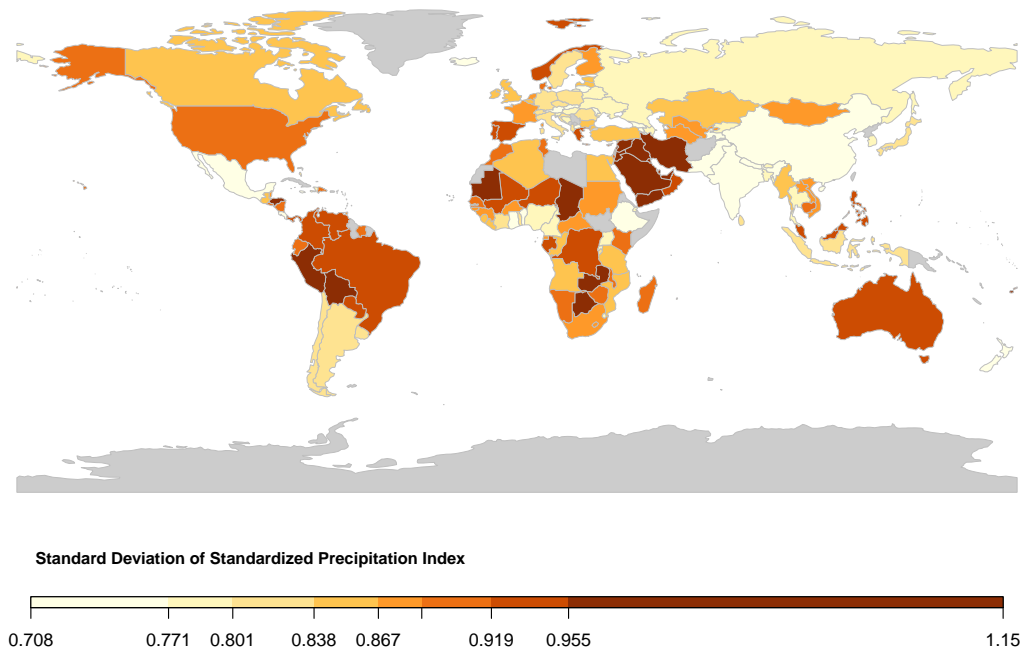 Standard Deviation of Standardized Precipitation Index
0.708 0.771 0.801 0.838 0.867 0.919 0.955 1.15